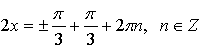 2x = ± π/3 + π/3 + 2πn, n ∈ Z